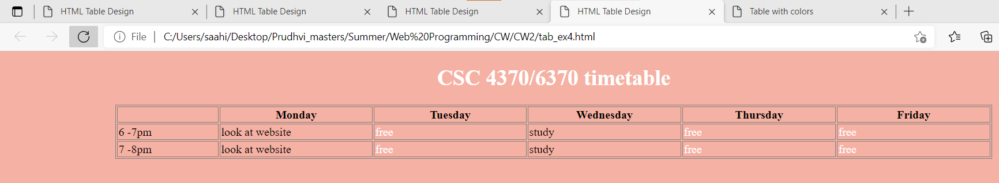 HTML Table Design HTML Table Design HTML Table Design HTML Table Design Table with colors
File C:/Users/saahi/Desktop/Prudhvi_masters/Summer/Web%20Programming/CW/CW2/tab_ex4.html
CSC 4370/6370 timetable
Monday Tuesday Wednesday Thursday Friday
6 -7pm look at website free study free free
7 -8pm look at website free study free free